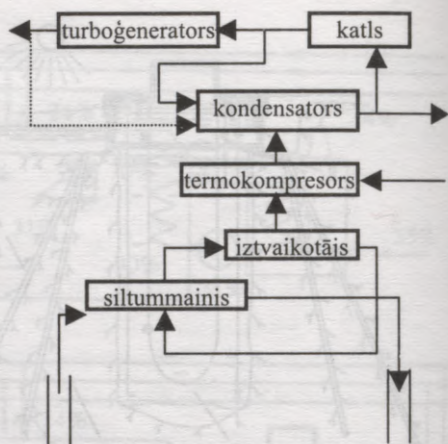 turboģenerators
katls
kondensators
termokompresors
iztvaikotājs
siltummainis